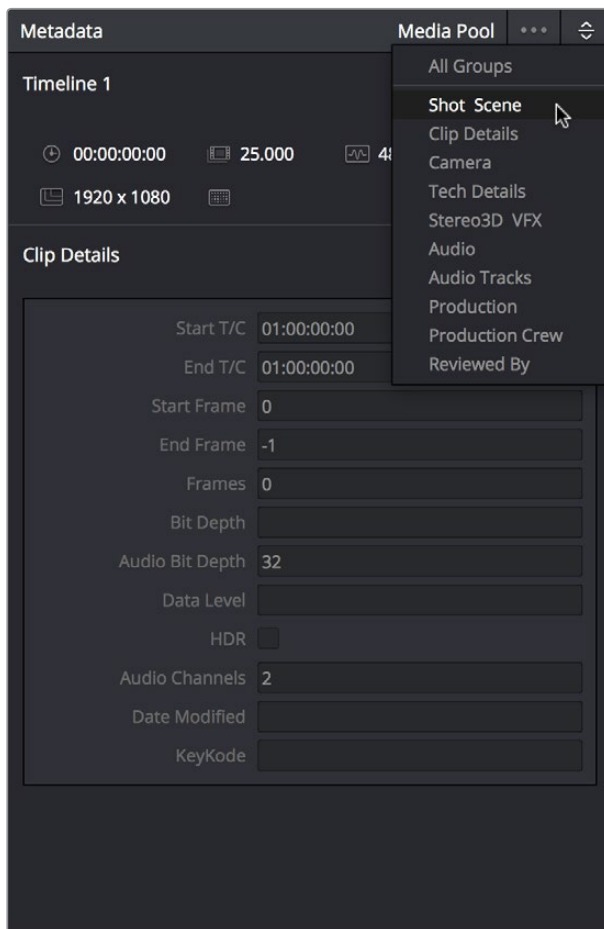 Metadata Media Pool
All Groups
Timeline 1
Shot Scene
Clip Details
00:00:00:00 25.000 48
Camera
Tech Details
1920 x 1080
Stereo3D VFX
Clip Details
Audio
Audio Tracks
Production
Production Crew
Reviewed By
Start T/C 01:00:00:00
End T/C 01:00:00:00
Start Frame 0
End Frame -1
Frames 0
Bit Depth
Audio Bit Depth 32
Data Level
HDR
Audio Channels 2
Date Modified
KeyKode